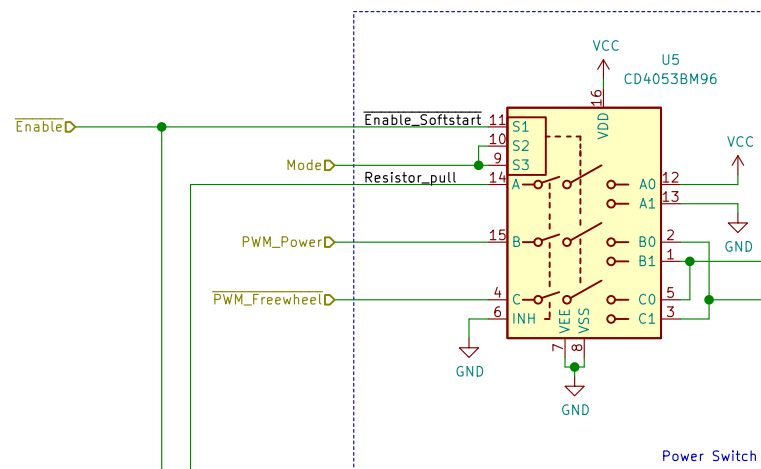 VCC
U5
CD4053BM96
16
VDD
Enable
Enable_Softstart
11
S1
10
S2
VCC
Mode
9
S3
Resistor_pull
14
A
A0
12
A1
13
PWM_Power
15
B
B0
2
GND
B1
1
PWM_Freewheel
4
C
C0
5
6
INH
VEE
VSS
C1
3
7
8
GND
GND
Power Switch